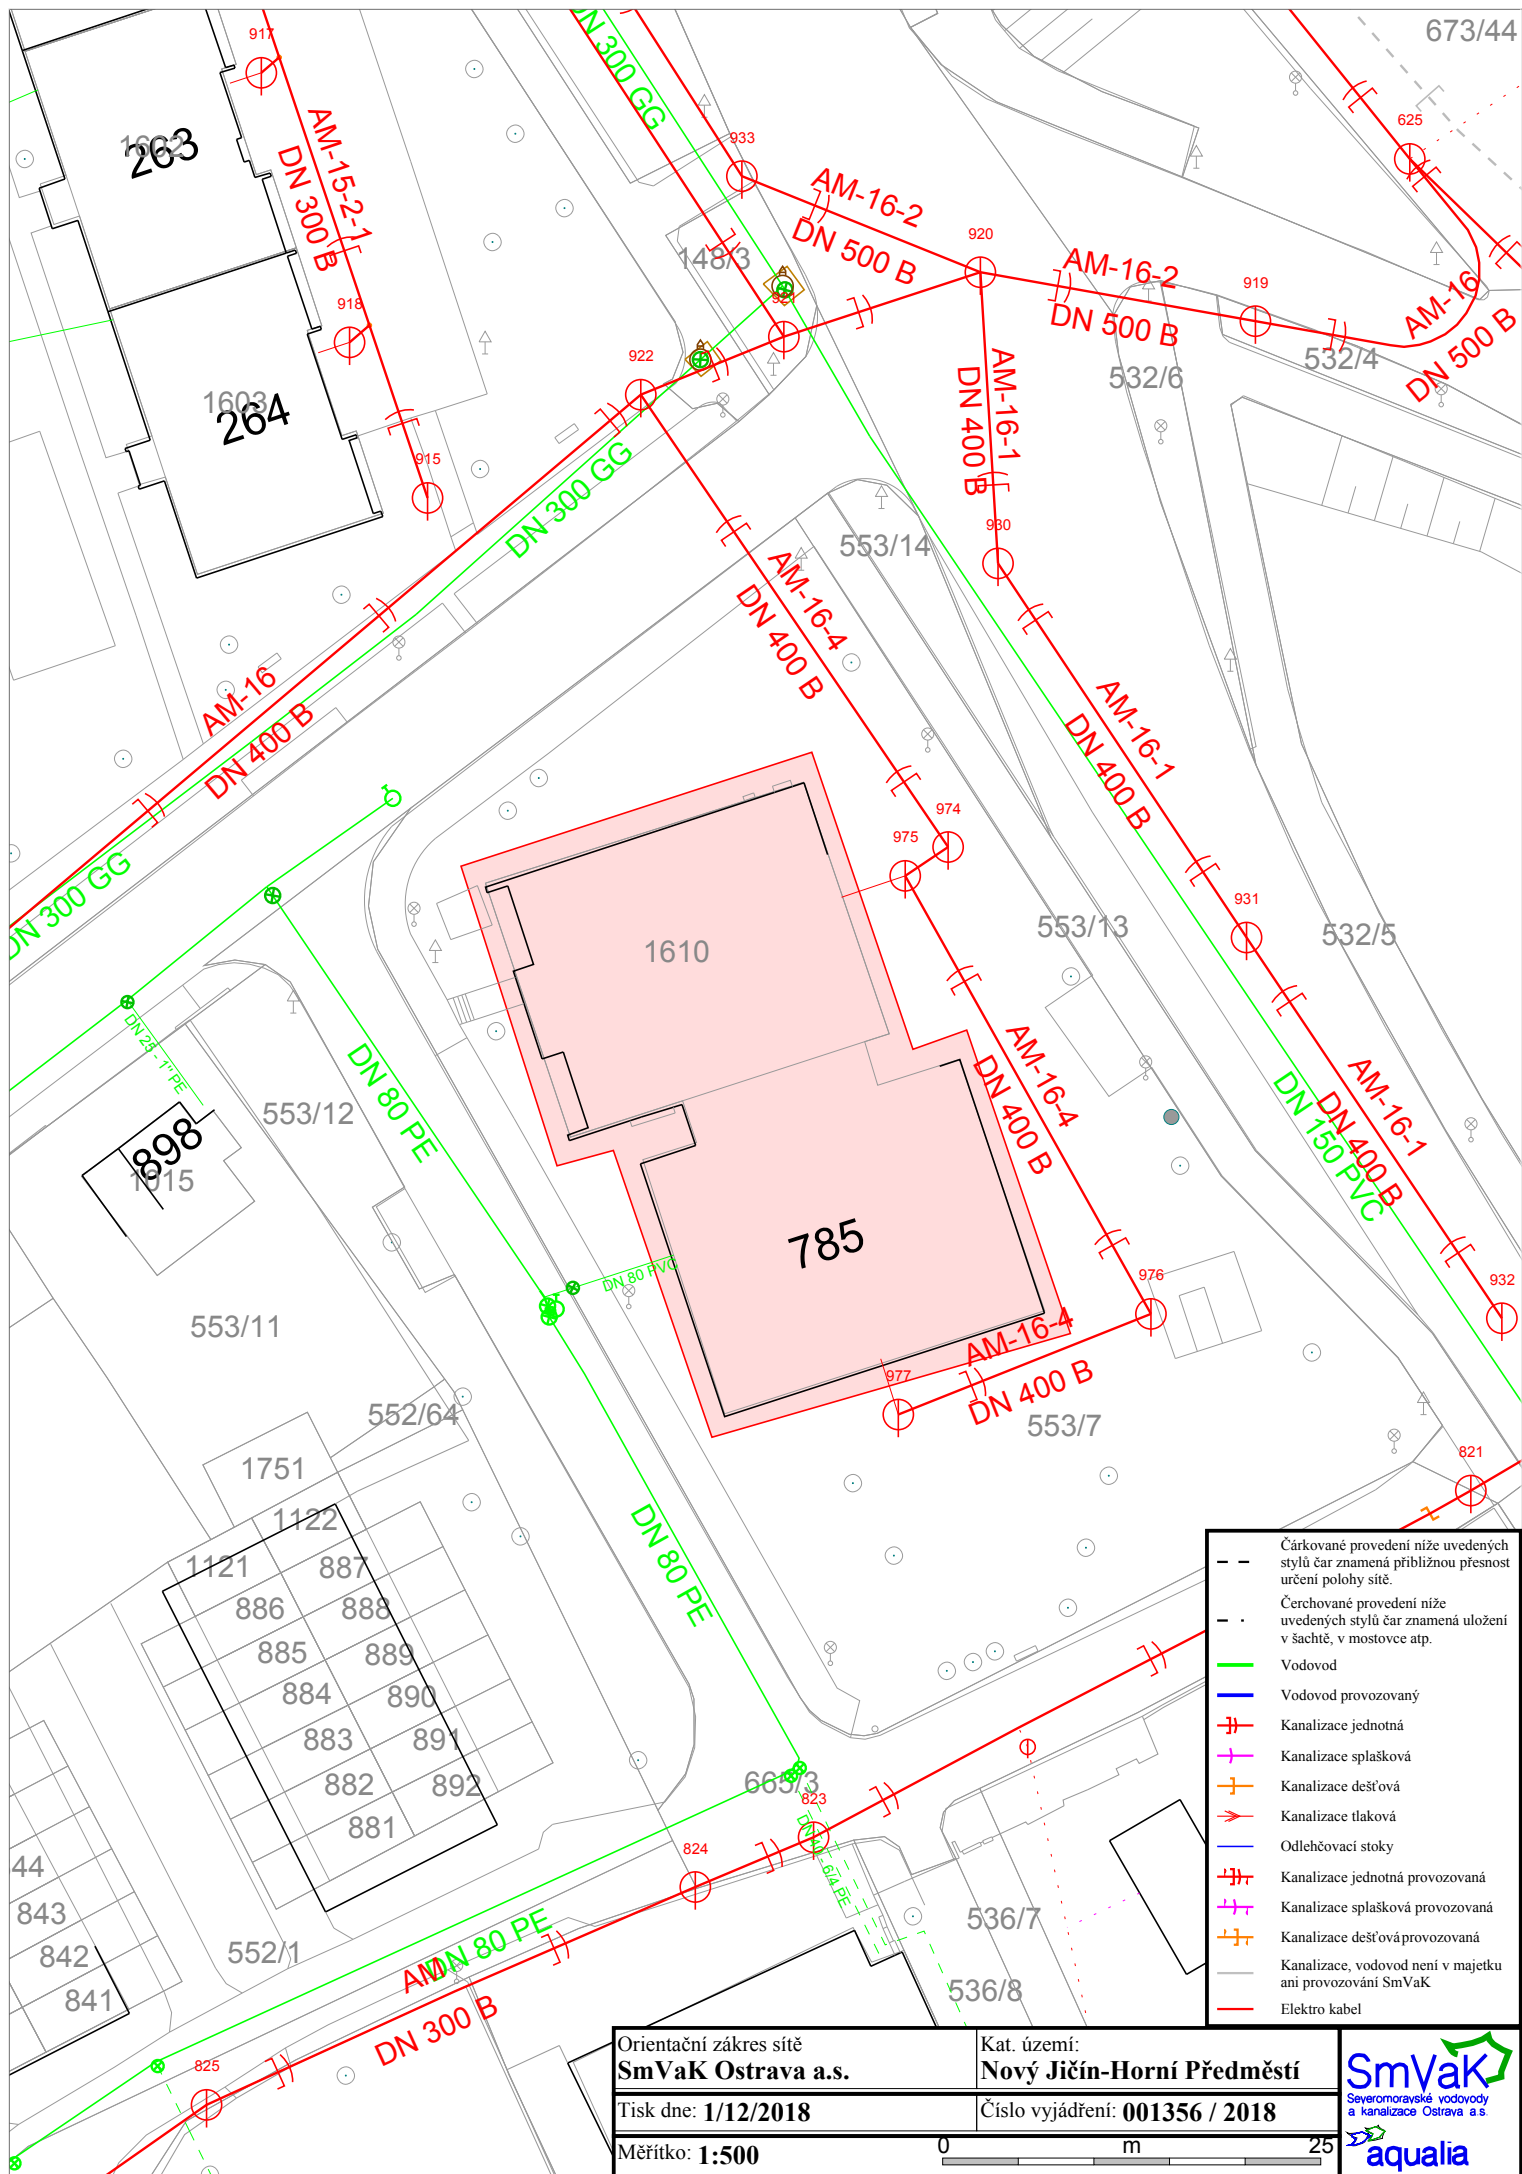 917
DN 300 GG
673/44
1602
263
AM-15-2-1
DN 300 B
933
625
AM-16-2
DN 500 B
148/3
920
AM-16-2
DN 500 B
919
AM-16
DN 500 B
532/4
532/6
918
922
1603
264
AM-16-1
DN 400 B
915
DN 300 GG
930
553/14
AM-16-4
DN 400 B
AM-16
DN 400 B
AM-16-1
DN 400 B
974
975
DN 300 GG
931
553/13
532/5
1610
DN 25 - 1" PE
DN 80 PE
AM-16-4
DN 400 B
AM-16-1
DN 400 B
DN 150 PVC
553/12
898
1015
785
DN 80 PVC
976
932
553/11
AM-16-4
DN 400 B
977
552/64
553/7
1751
821
1122
1121
887
886
888
885
889
884
890
883
891
882
892
881
DN 80 PE
665/3
823
DN 40 - 6/4 PE
824
44
843
842
841
552/1
AM
DN 80 PE
DN 300 B
825
536/7
536/8
Čárkované provedení níže uvedených
stylů čar znamená přibližnou přesnost
určení polohy sítě.
Čerchované provedení níže
uvedených stylů čar znamená uložení
v šachtě, v mostovce atp.
Vodovod
Vodovod provozovaný
Kanalizace jednotná
Kanalizace splašková
Kanalizace dešťová
Kanalizace tlaková
Odlehčovací stoky
Kanalizace jednotná provozovaná
Kanalizace splašková provozovaná
Kanalizace dešťová provozovaná
Kanalizace, vodovod není v majetku
ani provozování SmVaK
Elektro kabel
Orientační zákres sítě
SmVaK Ostrava a.s.
Kat. území:
Nový Jičín-Horní Předměstí
Tisk dne: 1/12/2018
Číslo vyjádření: 001356 / 2018
Měřítko: 1:500
0 m 25
SmVaK
Severomoravské vodovody
a kanalizace Ostrava a.s.
aqualia